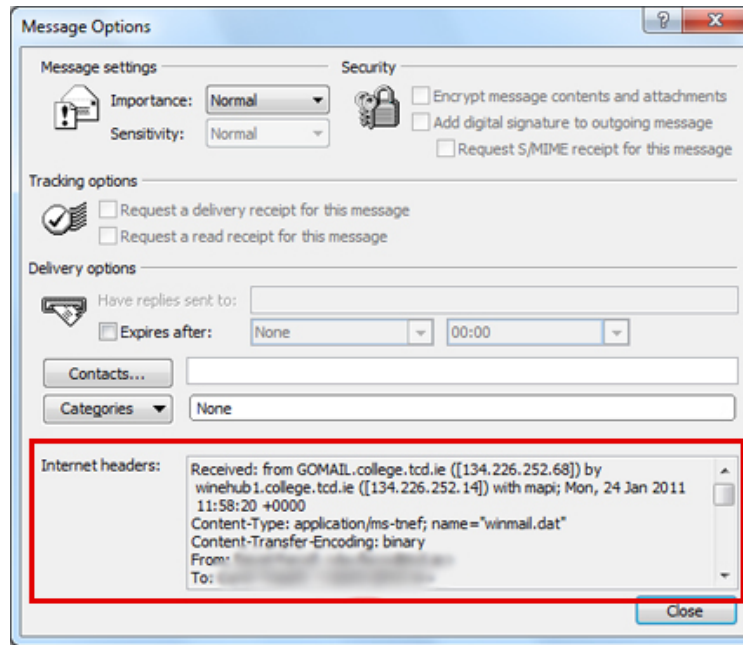 Message Options
Message settings
Security
Importance: Normal
Sensitivity: Normal
Encrypt message contents and attachments
Add digital signature to outgoing message
Request S/MIME receipt for this message
Tracking options
Request a delivery receipt for this message
Request a read receipt for this message
Delivery options
Have replies sent to:
Expires after: None 00:00
Contacts...
Categories None
Internet headers:
Received: from GOMAIL.college.tcd.ie ([134.226.252.68]) by
winehub1.college.tcd.ie ([134.226.252.14]) with mapi; Mon, 24 Jan 2011
11:58:20 +0000
Content-Type: application/ms-tnef; name="winmail.dat"
Content-Transfer-Encoding: binary
From:
To:
Close